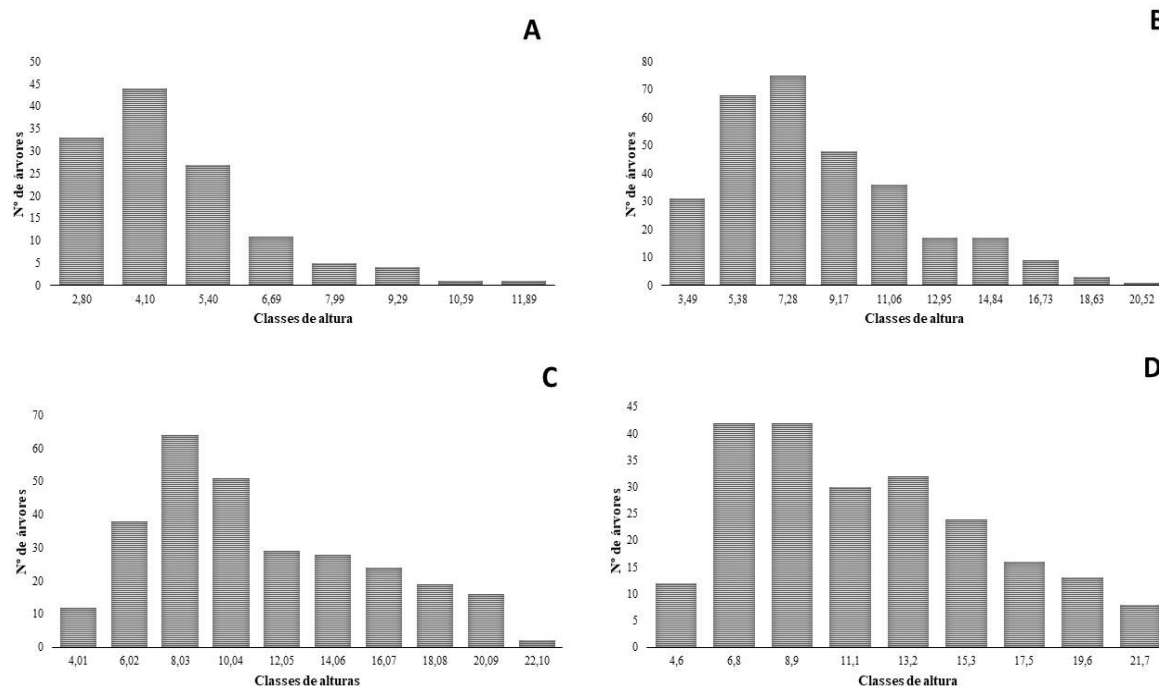 A
Nº de árvores
50
45
40
35
30
25
20
15
10
5
0
2,80 4,10 5,40 6,69 7,99 9,29 10,59 11,89
Classes de altura
B
Nº de árvores
80
70
60
50
40
30
20
10
0
3,49 5,38 7,28 9,17 11,06 12,95 14,84 16,73 18,63 20,52
Classes de altura
C
Nº de árvores
70
60
50
40
30
20
10
0
4,01 6,02 8,03 10,04 12,05 14,06 16,07 18,08 20,09 22,10
Classes de alturas
D
Nº de árvores
45
40
35
30
25
20
15
10
5
0
4,6 6,8 8,9 11,1 13,2 15,3 17,5 19,6 21,7
Classes de altura